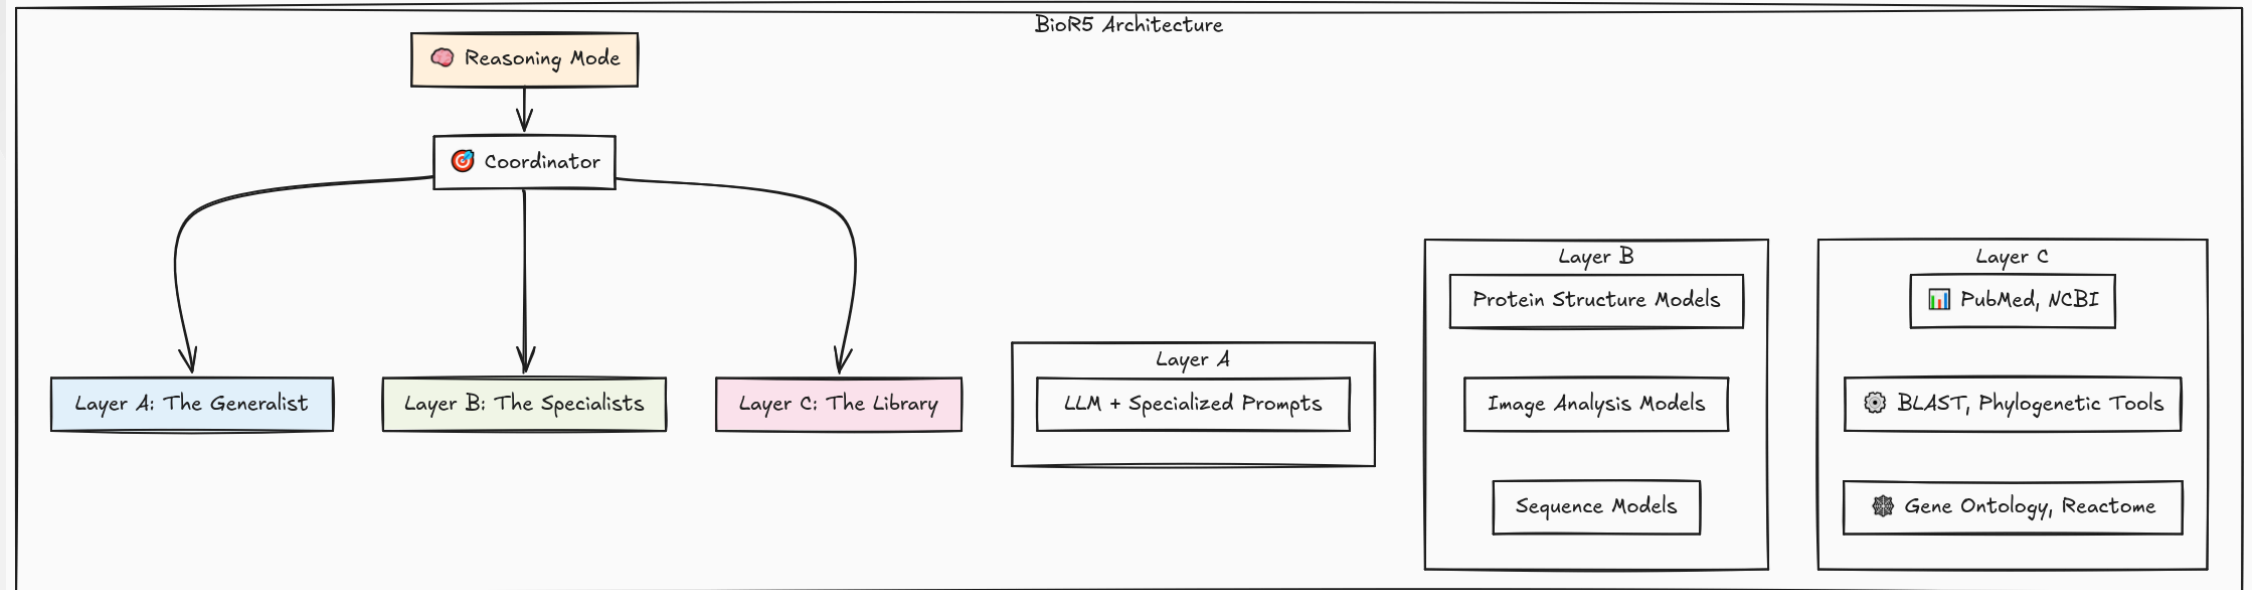 BioR5 Architecture
🧠 Reasoning Mode
🎯 Coordinator
Layer A: The Generalist
Layer B: The Specialists
Layer C: The Library
Layer A
LLM + Specialized Prompts
Layer B
Protein Structure Models
Image Analysis Models
Sequence Models
Layer C
📊 PubMed, NCBI
⚙️ BLAST, Phylogenetic Tools
🕸️ Gene Ontology, Reactome